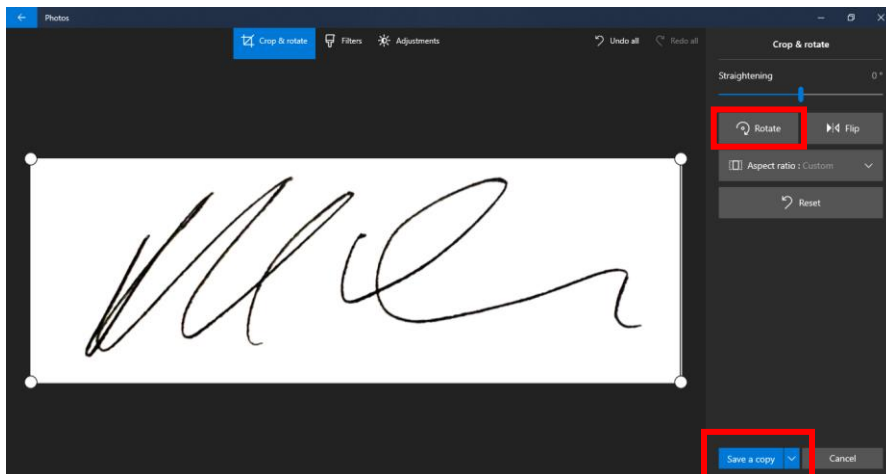 Photos
Crop & rotate Filters Adjustments Undo all Redo all
Crop & rotate
Straightening 0°
Rotate Flip
Aspect ratio : Custom
Reset
Save a copy Cancel